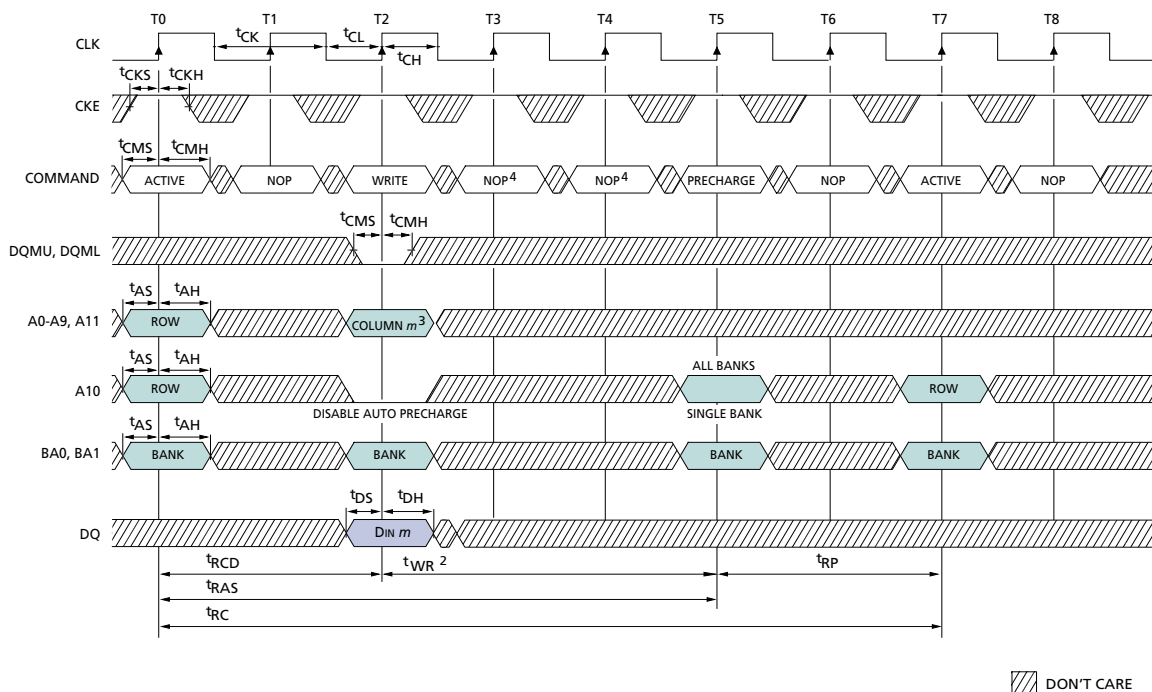 T0 T1 T2 T3 T4 T5 T6 T7 T8
CLK
tCK tCL
tCH
tCKS tCKH
CKE
tCMS tCMH
COMMAND ACTIVE NOP WRITE NOP4 NOP4 PRECHARGE NOP ACTIVE NOP
tCMS tCMH
DQMU, DQML
tAS tAH
A0-A9, A11 ROW COLUMN m3
tAS tAH
ALL BANKS
A10 ROW ROW
DISABLE AUTO PRECHARGE SINGLE BANK
tAS tAH
BA0, BA1 BANK BANK BANK BANK
tDS tDH
DQ DIN m
tRCD tWR 2 tRP
tRAS
tRC
DON'T CARE